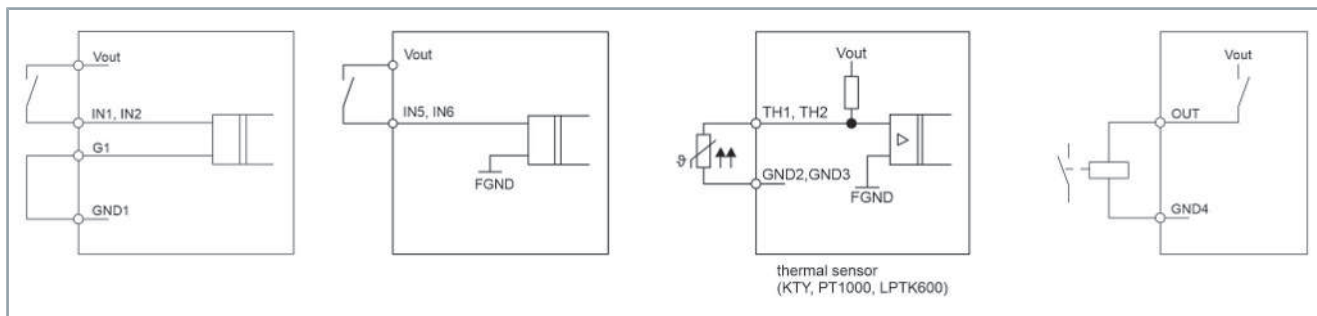 Vout
IN1, IN2
G1
GND1
Vout
IN5, IN6
FGND
Vout
TH1, TH2
ϑ
GND2,GND3
FGND
thermal sensor
(KTY, PT1000, LPTK600)
Vout
OUT
GND4